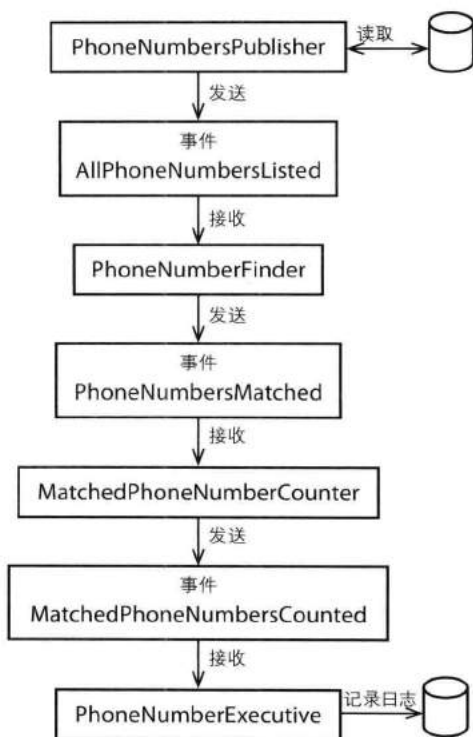 PhoneNumbersPublisher
读取
发送
事件
AllPhoneNumbersListed
接收
PhoneNumberFinder
发送
事件
PhoneNumbersMatched
接收
MatchedPhoneNumberCounter
发送
事件
MatchedPhoneNumbersCounted
接收
PhoneNumberExecutive
记录日志